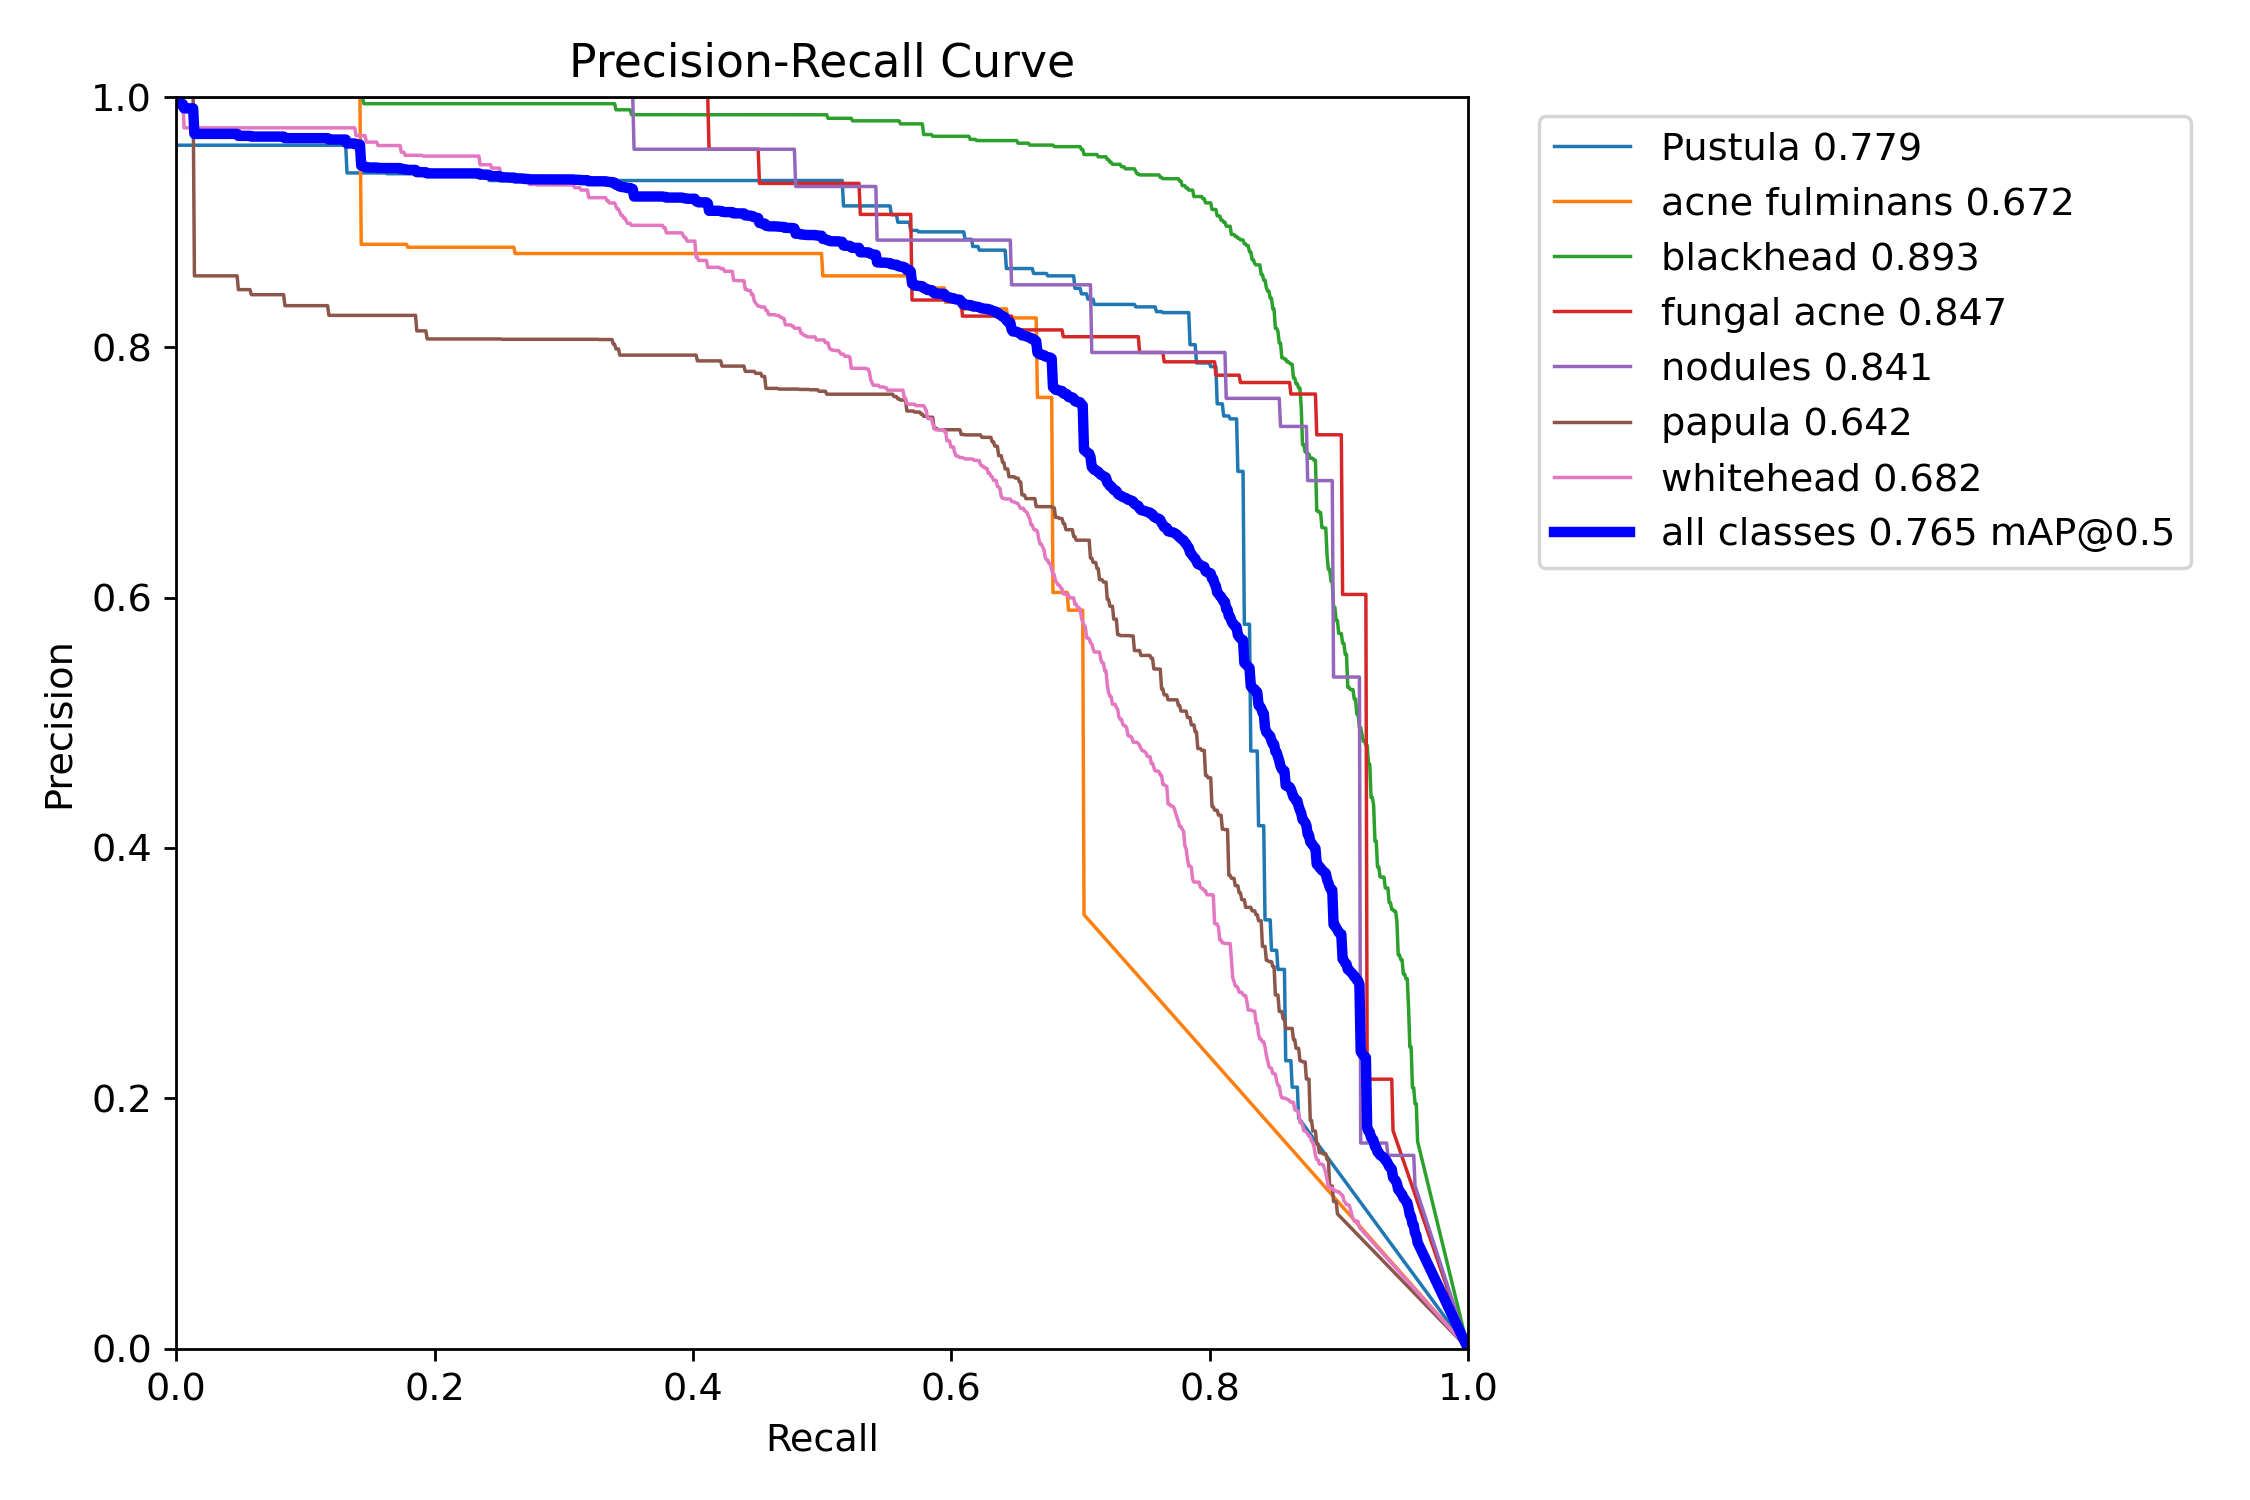 Precision-Recall Curve
1.0
0.8
0.6
0.4
0.2
0.0
Precision
0.0 0.2 0.4 0.6 0.8 1.0
Recall
Pustula 0.779
acne fulminans 0.672
blackhead 0.893
fungal acne 0.847
nodules 0.841
papula 0.642
whitehead 0.682
all classes 0.765 mAP@0.5